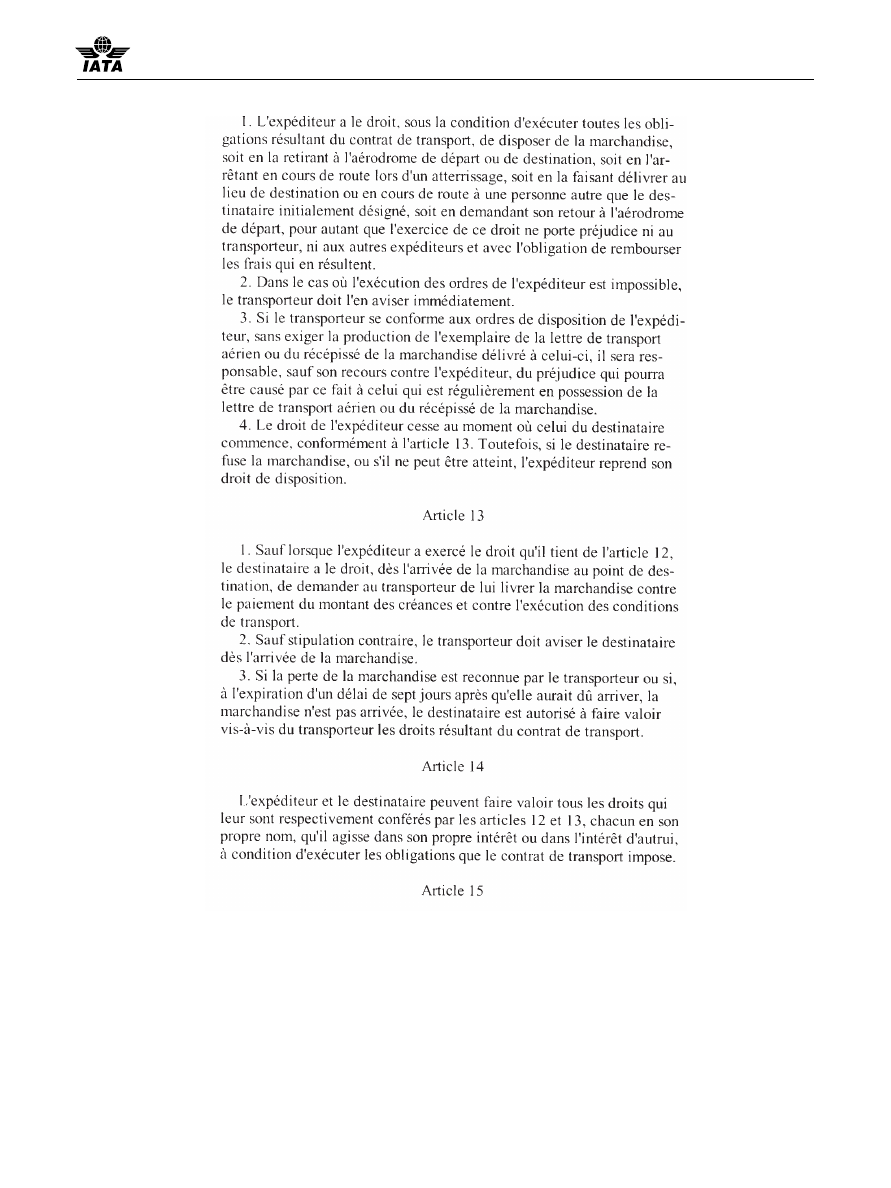 IATA
1. L'expéditeur a le droit, sous la condition d'exécuter toutes les obli-
gations résultant du contrat de transport, de disposer de la marchandise,
soit en la retirant à l'aérodrome de départ ou de destination, soit en l'ar-
rêtant en cours de route lors d'un atterrissage, soit en la faisant délivrer au
lieu de destination ou en cours de route à une personne autre que le des-
tinataire initialement désigné, soit en demandant son retour à l'aérodrome
de départ, pour autant que l'exercice de ce droit ne porte préjudice ni au
transporteur, ni aux autres expéditeurs et avec l'obligation de rembourser
les frais qui en résultent.
2. Dans le cas où l'exécution des ordres de l'expéditeur est impossible,
le transporteur doit l'en aviser immédiatement.
3. Si le transporteur se conforme aux ordres de disposition de l'expédi-
teur, sans exiger la production de l'exemplaire de la lettre de transport
aérien ou du récépissé de la marchandise délivré à celui-ci, il sera res-
ponsable, sauf son recours contre l'expéditeur, du préjudice qui pourra
être causé par ce fait à celui qui est régulièrement en possession de la
lettre de transport aérien ou du récépissé de la marchandise.
4. Le droit de l'expéditeur cesse au moment où celui du destinataire
commence, conformément à l'article 13. Toutefois, si le destinataire re-
fuse la marchandise, ou s'il ne peut être atteint, l'expéditeur reprend son
droit de disposition.
Article 13
1. Sauf lorsque l'expéditeur a exercé le droit qu'il tient de l'article 12,
le destinataire a le droit, dès l'arrivée de la marchandise au point de des-
tination, de demander au transporteur de lui livrer la marchandise contre
le paiement du montant des créances et contre l'exécution des conditions
de transport.
2. Sauf stipulation contraire, le transporteur doit aviser le destinataire
dès l'arrivée de la marchandise.
3. Si la perte de la marchandise est reconnue par le transporteur ou si,
à l'expiration d'un délai de sept jours après qu'elle aurait dû arriver, la
marchandise n'est pas arrivée, le destinataire est autorisé à faire valoir
vis-à-vis du transporteur les droits résultant du contrat de transport.
Article 14
L'expéditeur et le destinataire peuvent faire valoir tous les droits qui
leur sont respectivement conférés par les articles 12 et 13, chacun en son
propre nom, qu'il agisse dans son propre intérêt ou dans l'intérêt d'autrui,
à condition d'exécuter les obligations que le contrat de transport impose.
Article 15